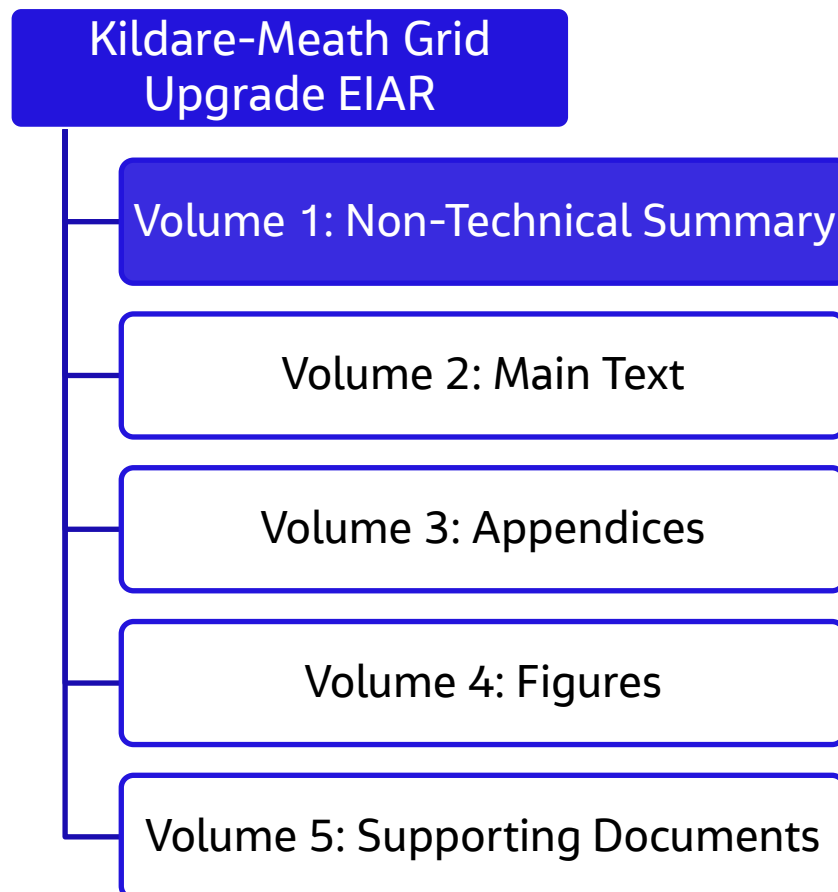 Kildare-Meath Grid
Upgrade EIAR
Volume 1: Non-Technical Summary
Volume 2: Main Text
Volume 3: Appendices
Volume 4: Figures
Volume 5: Supporting Documents